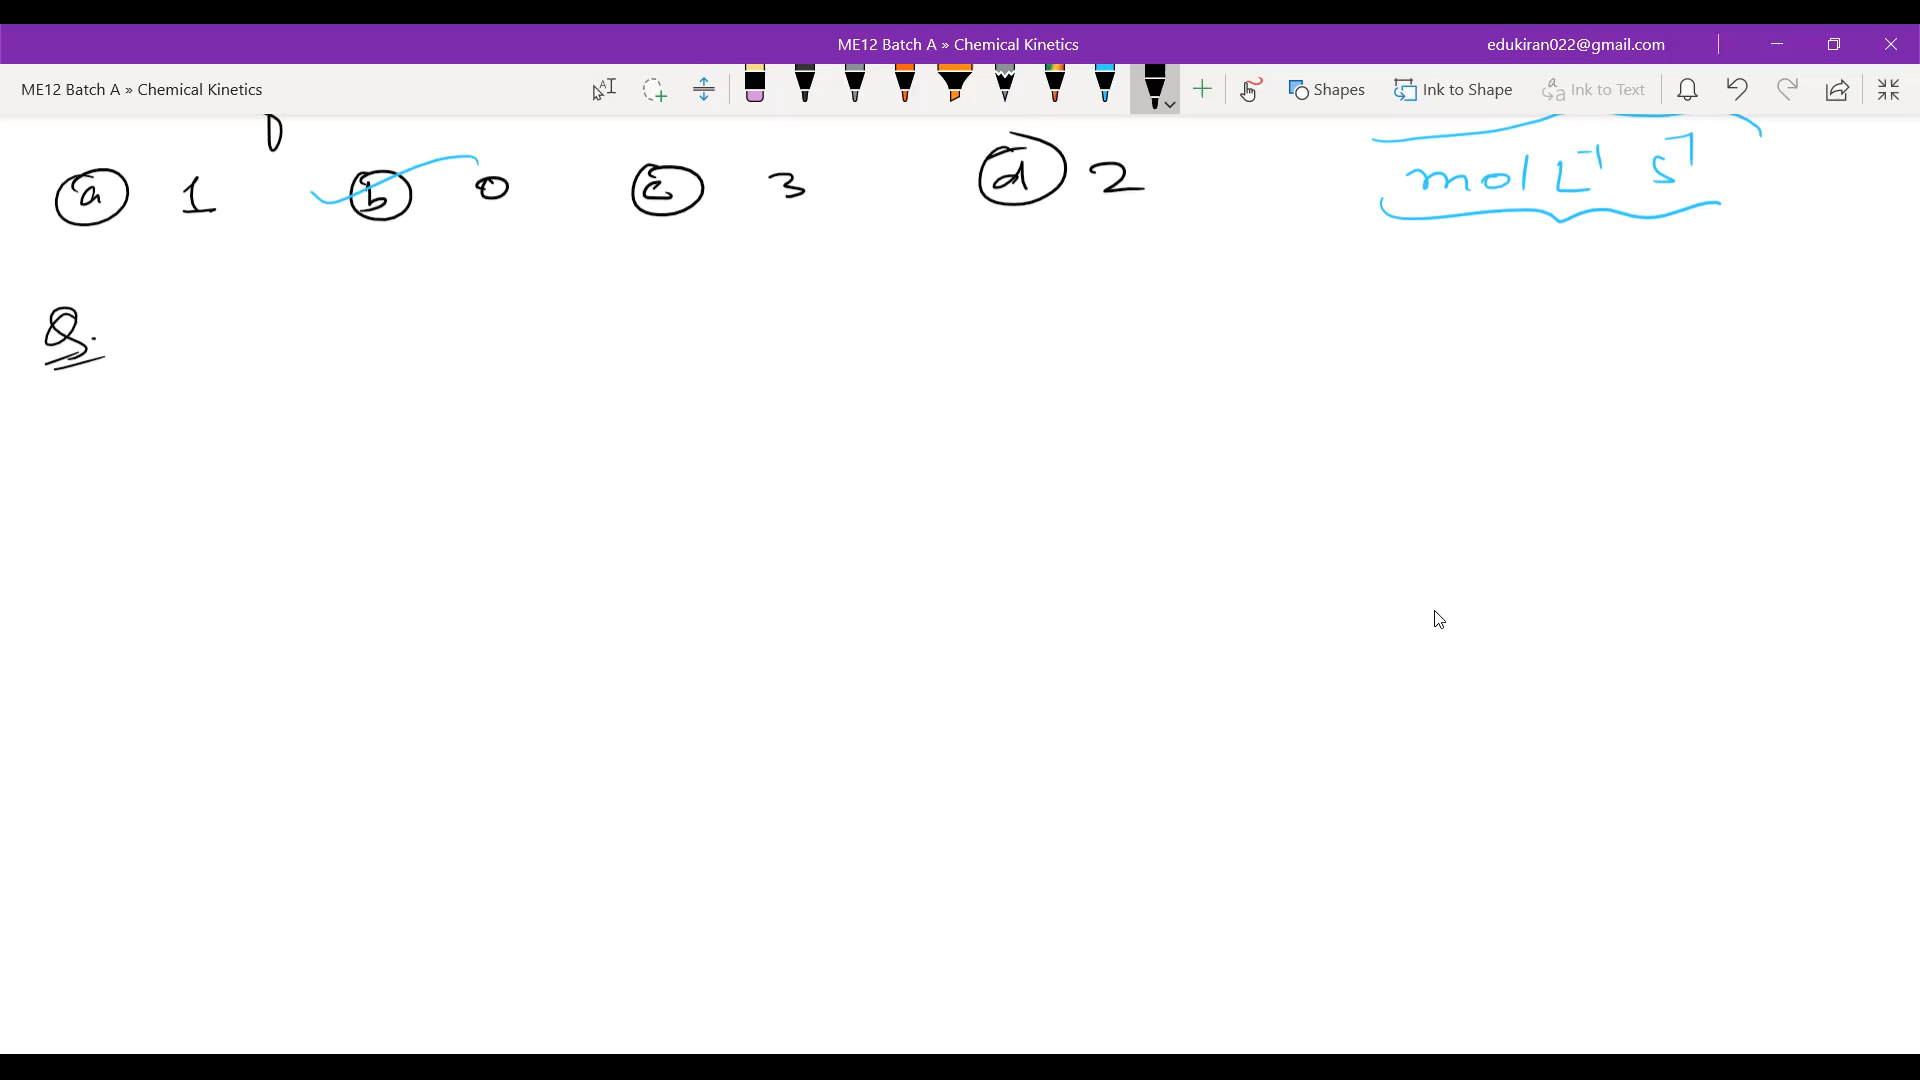 ME12 Batch A » Chemical Kinetics edukiran022@gmail.com
ME12 Batch A » Chemical Kinetics Shapes Ink to Shape Ink to Text
(a) 1 (b) 0 (c) 3 (d) 2 mol L⁻¹ s⁻¹
Q.